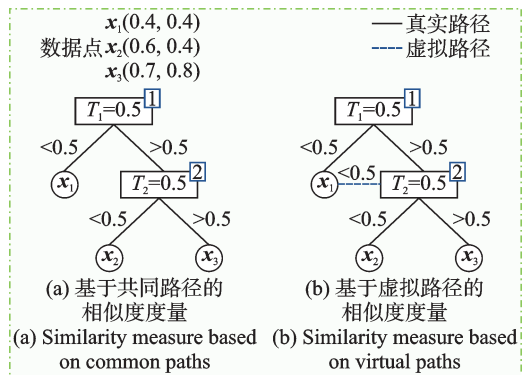 x₁(0.4, 0.4)
数据点x₂(0.6, 0.4)
x₃(0.7, 0.8)
真实路径
虚拟路径
T₁=0.5
1
<0.5
>0.5
x₁
T₂=0.5
2
<0.5
>0.5
x₂
x₃
(a) 基于共同路径的
相似度度量
(a) Similarity measure based
on common paths
T₁=0.5
1
<0.5
>0.5
x₁
<0.5
T₂=0.5
2
<0.5
>0.5
x₂
x₃
(b) 基于虚拟路径的
相似度度量
(b) Similarity measure based
on virtual paths